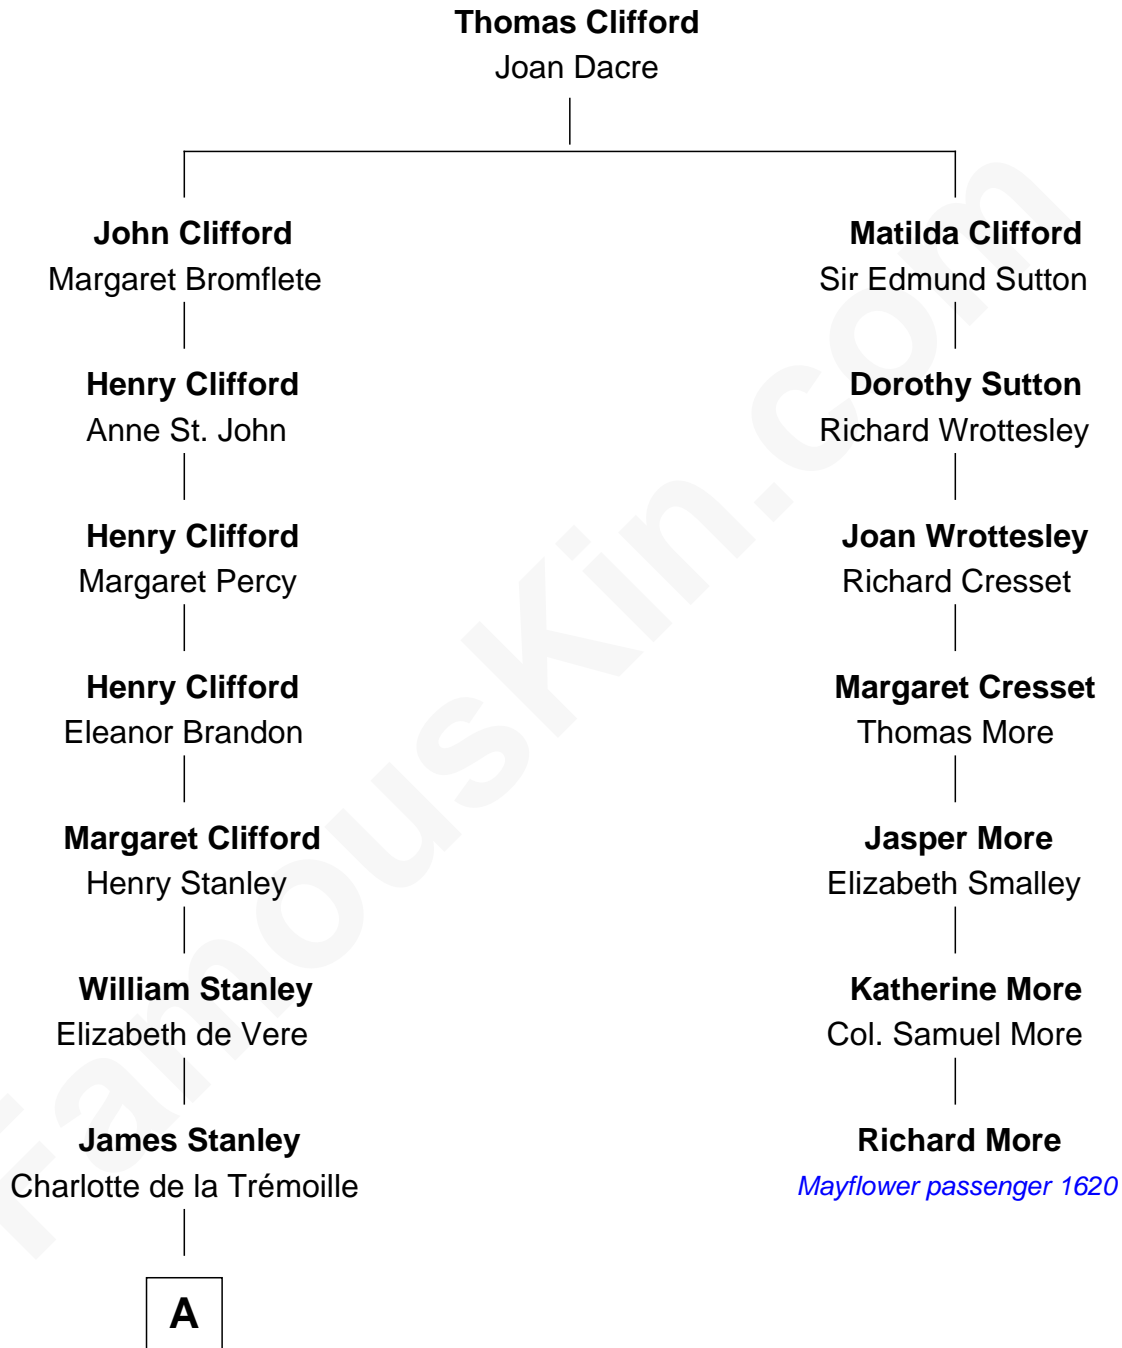 Thomas Clifford
Joan Dacre
John Clifford
Margaret Bromflete
Henry Clifford
Anne St. John
Henry Clifford
Margaret Percy
Henry Clifford
Eleanor Brandon
Margaret Clifford
Henry Stanley
William Stanley
Elizabeth de Vere
James Stanley
Charlotte de la Trémoille
A
Matilda Clifford
Sir Edmund Sutton
Dorothy Sutton
Richard Wrottesley
Joan Wrottesley
Richard Cresset
Margaret Cresset
Thomas More
Jasper More
Elizabeth Smalley
Katherine More
Col. Samuel More
Richard More
Mayflower passenger 1620
FamousKin.com